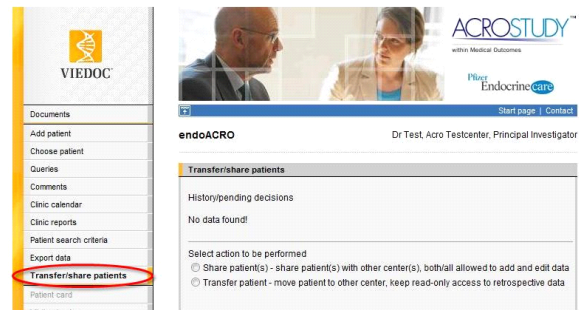 ACROSTUDY™
within Medical Outcomes
Pfizer
Endocrine care
VIEDOC™
Start page | Contact
Documents
Add patient
Choose patient
Queries
Comments
Clinic calendar
Clinic reports
Patient search criteria
Export data
Transfer/share patients
Patient card
endoACRO
Dr Test, Acro Testcenter, Principal Investigator
Transfer/share patients
History/pending decisions
No data found!
Select action to be performed
Share patient(s) - share patient(s) with other center(s), both/all allowed to add and edit data
Transfer patient - move patient to other center, keep read-only access to retrospective data